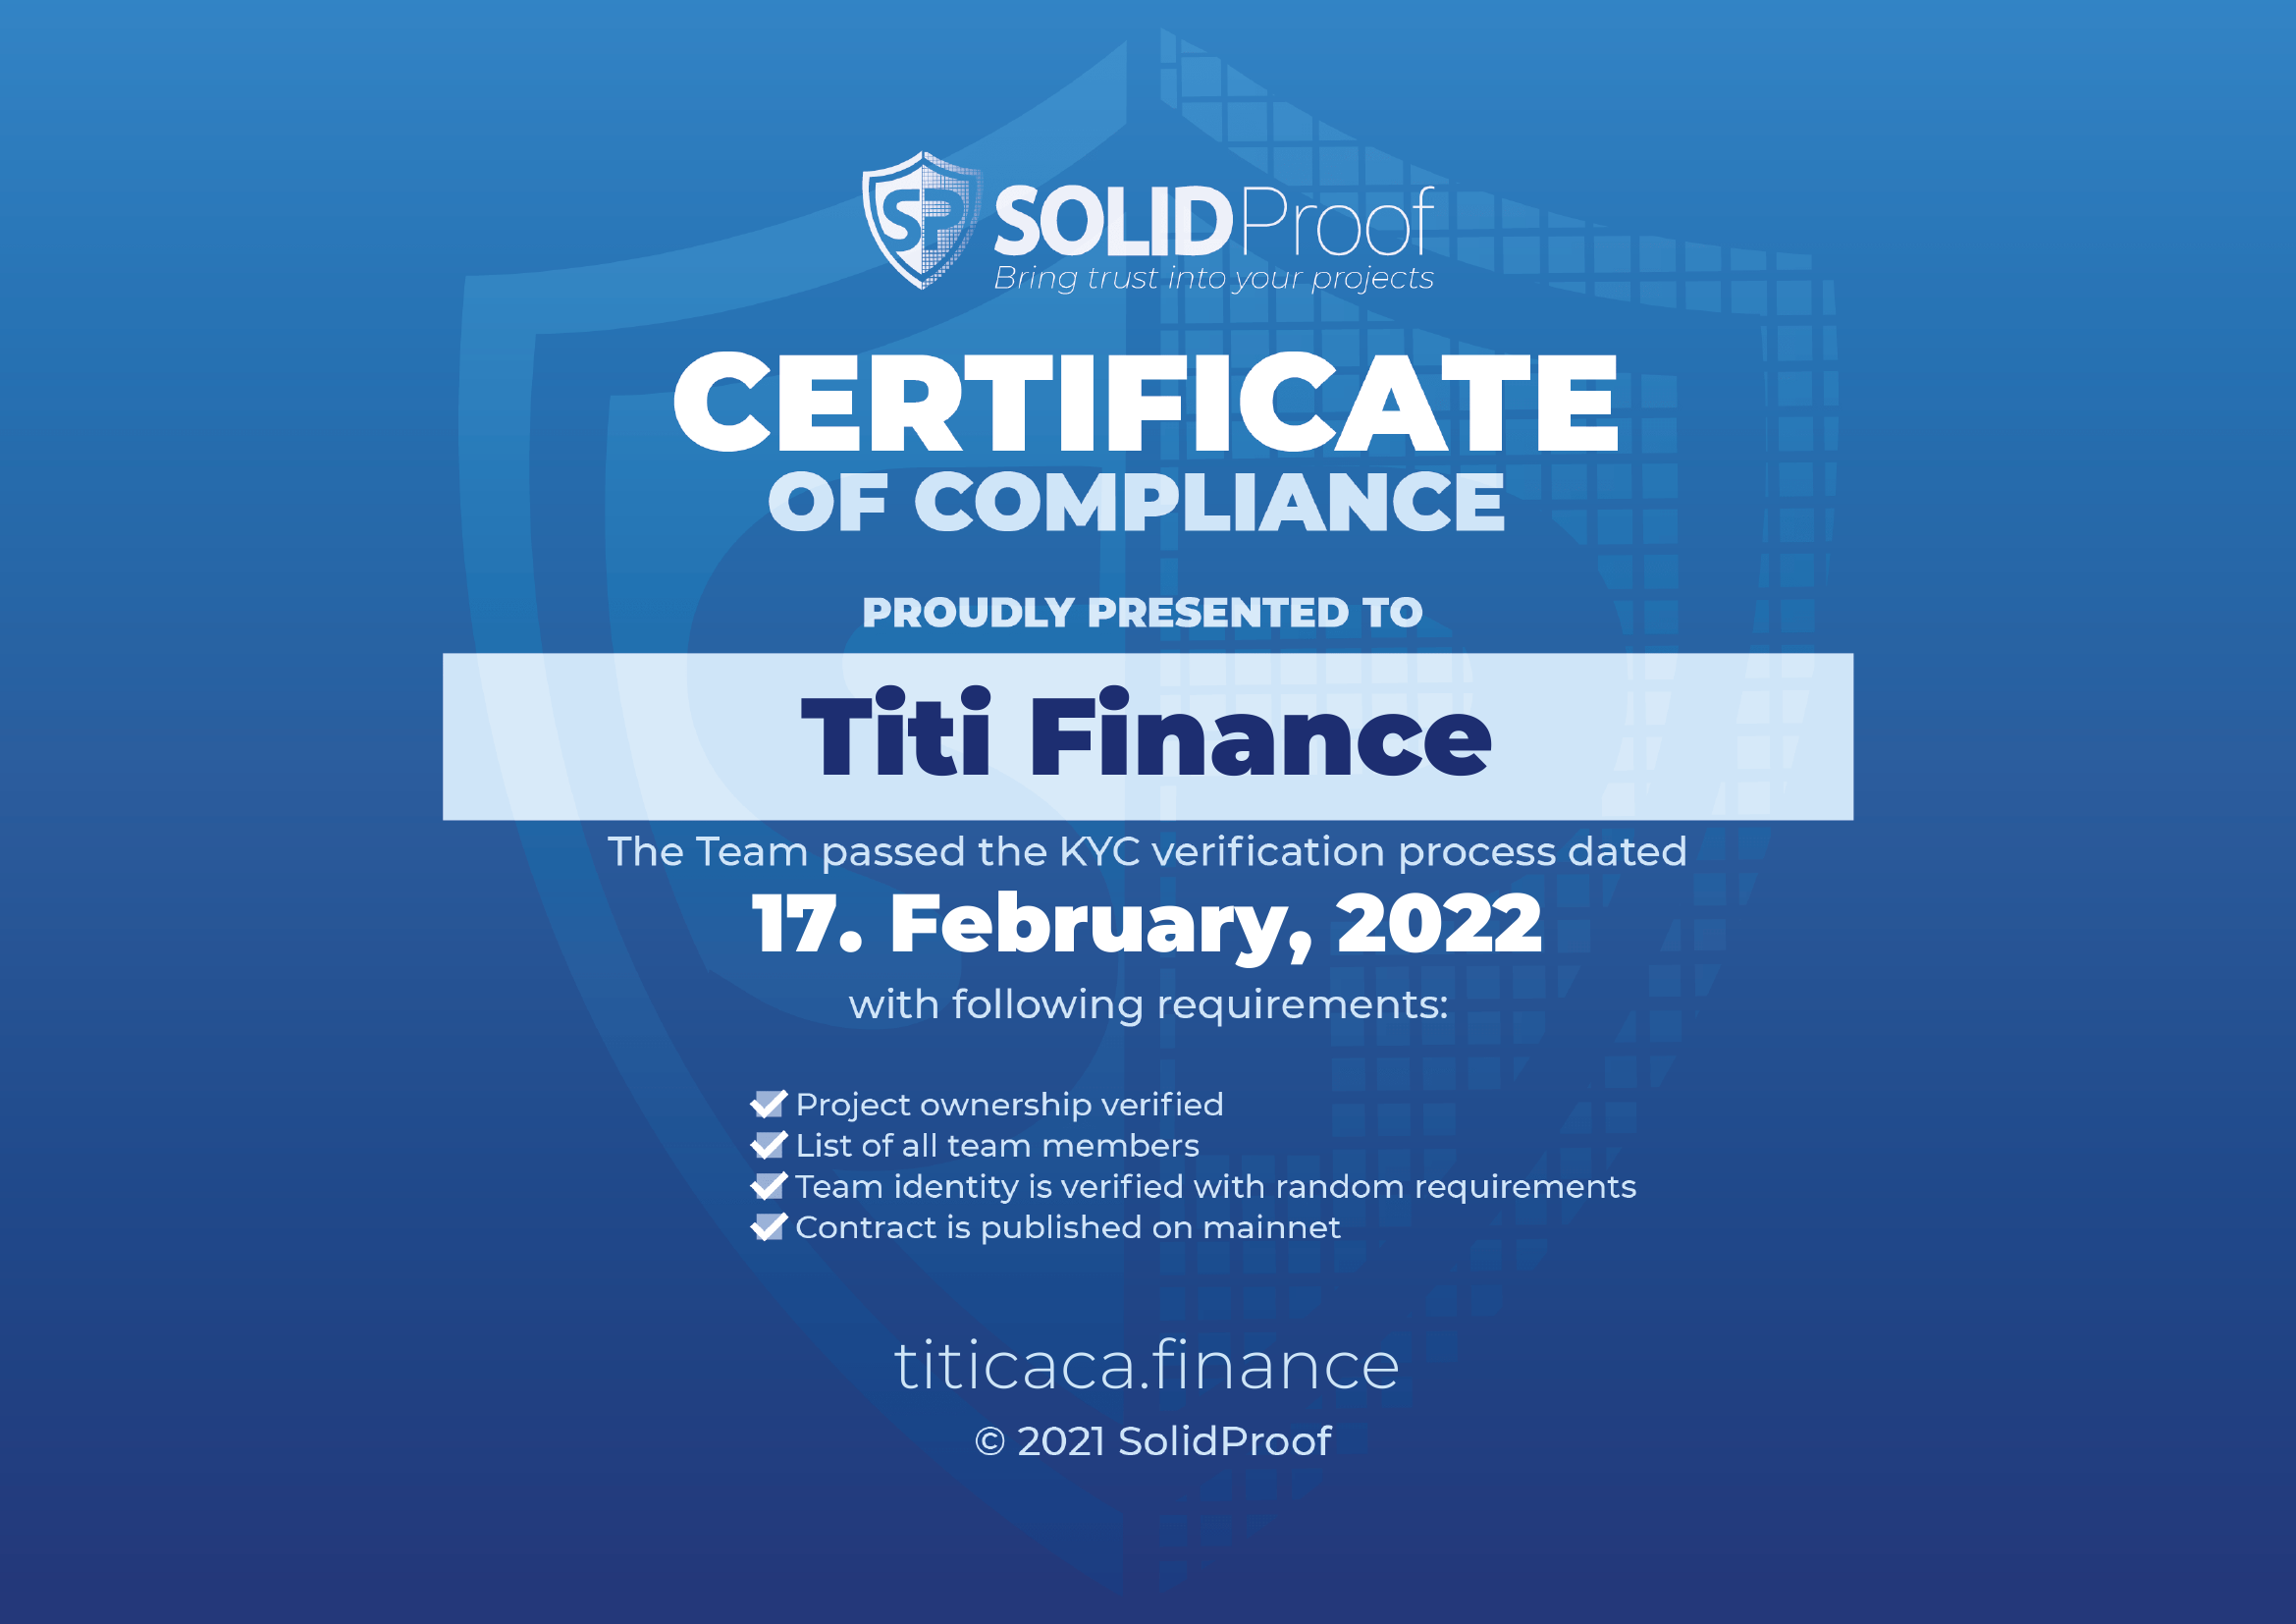 SP SOLIDProof
Bring trust into your projects
CERTIFICATE
OF COMPLIANCE
PROUDLY PRESENTED TO
Titi Finance
The Team passed the KYC verification process dated
17. February, 2022
with following requirements:
Project ownership verified
List of all team members
Team identity is verified with random requirements
Contract is published on mainnet
titicaca.finance
© 2021 SolidProof